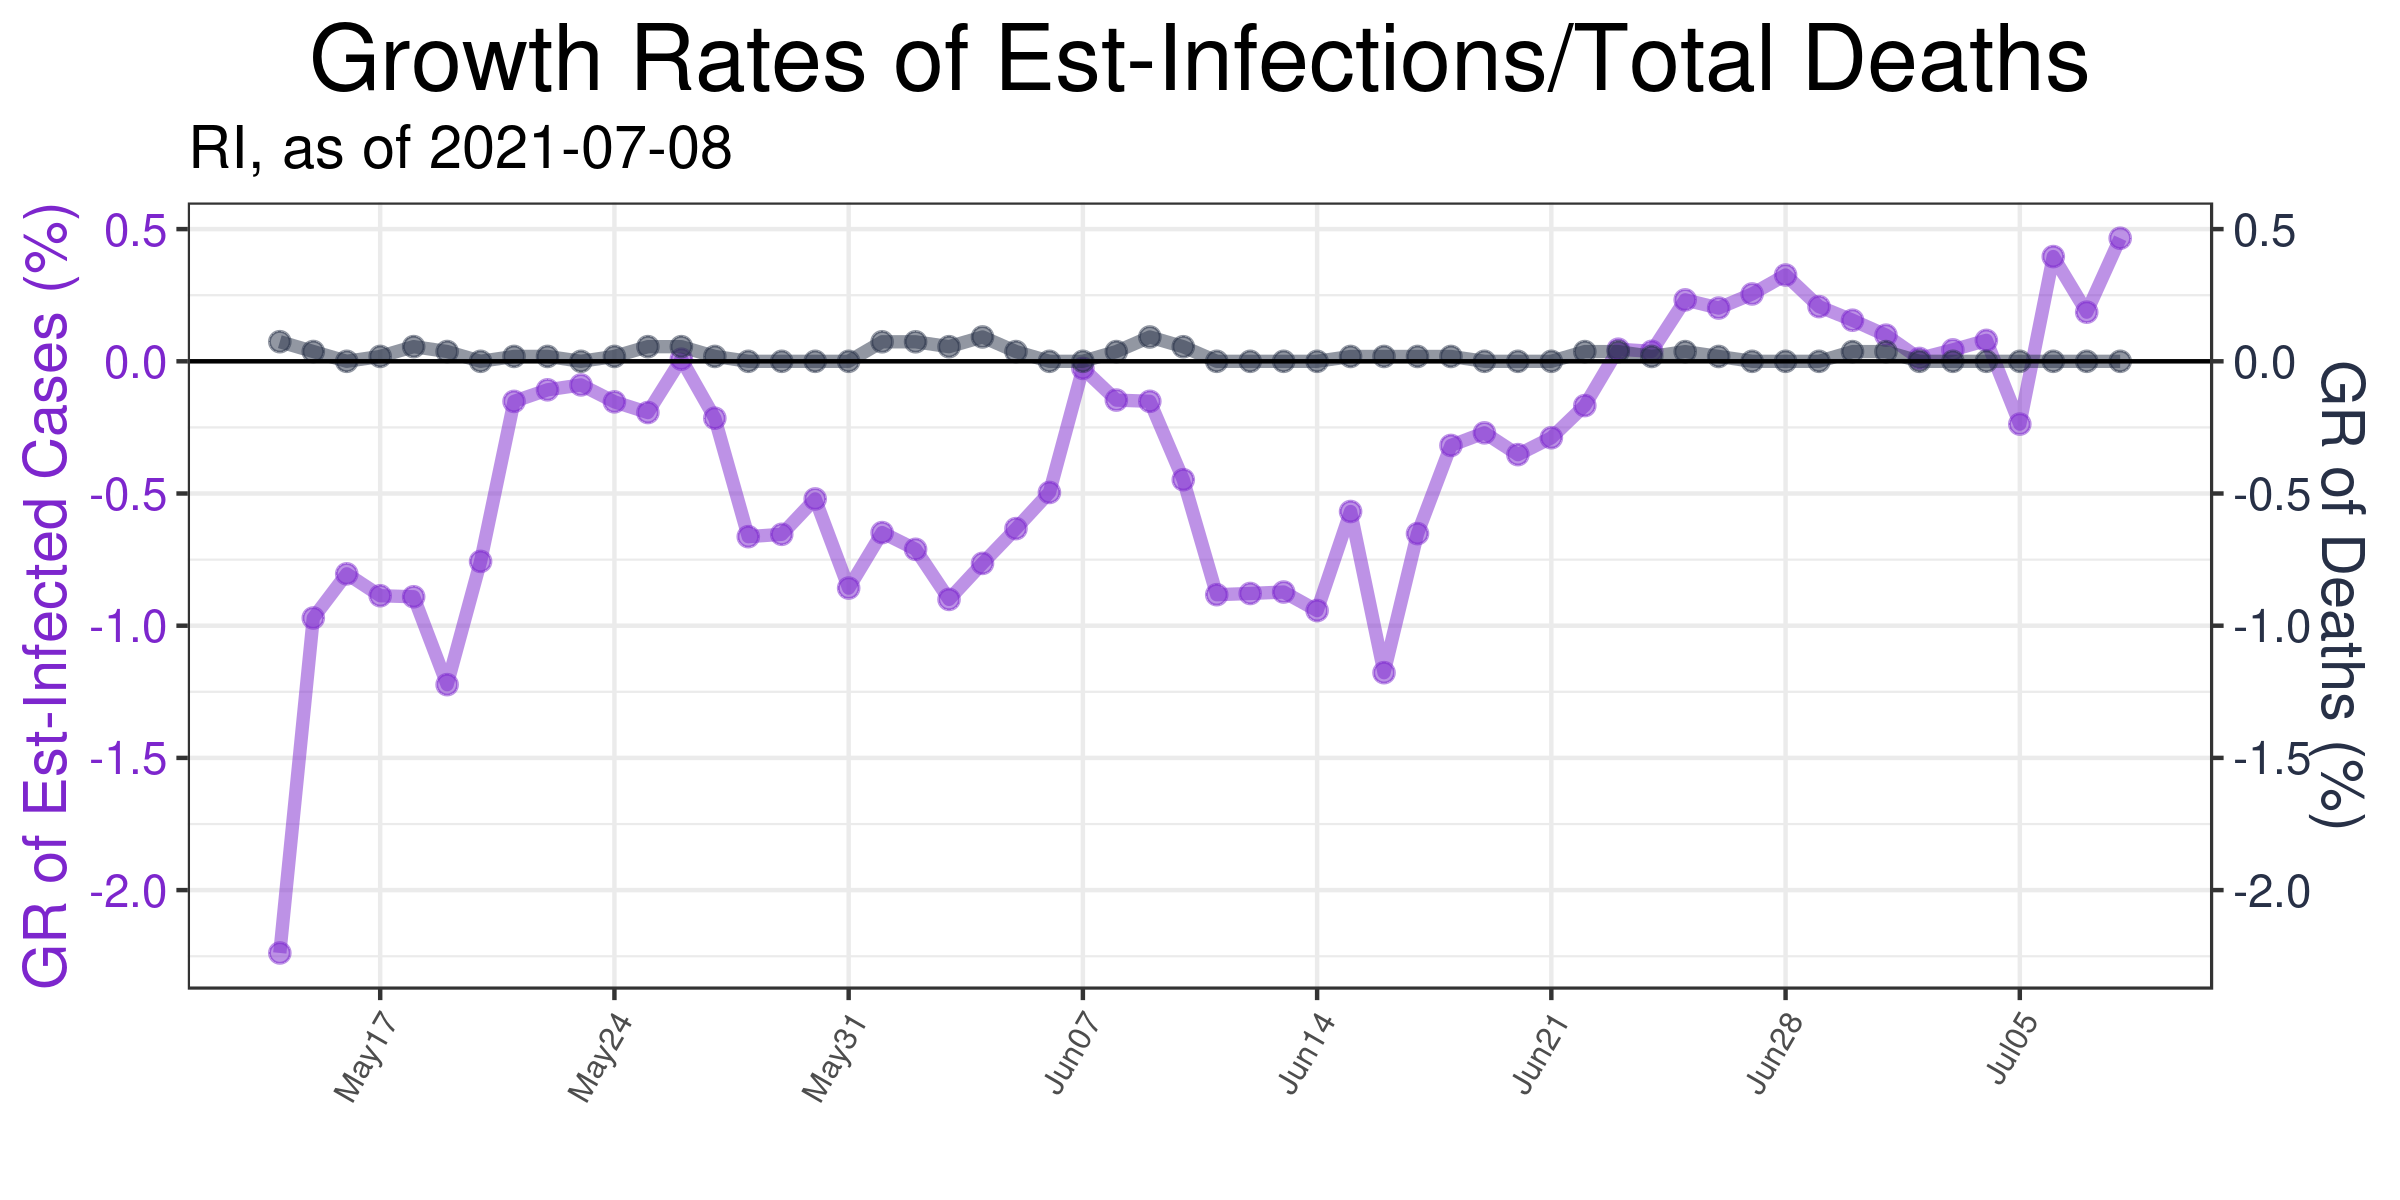 Growth Rates of Est-Infections/Total Deaths
RI, as of 2021-07-08
GR of Est-Infected Cases (%)
0.5
0.0
-0.5
-1.0
-1.5
-2.0
0.5
0.0
-0.5
-1.0
-1.5
-2.0
GR of Deaths (%)
May17
May24
May31
Jun07
Jun14
Jun21
Jun28
Jul05